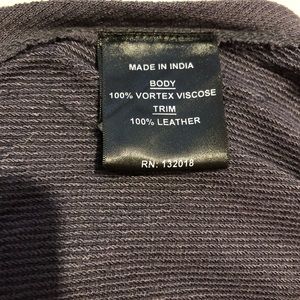 MADE IN INDIA
BODY
100% VORTEX VISCOSE
TRIM
100% LEATHER
RN: 132018